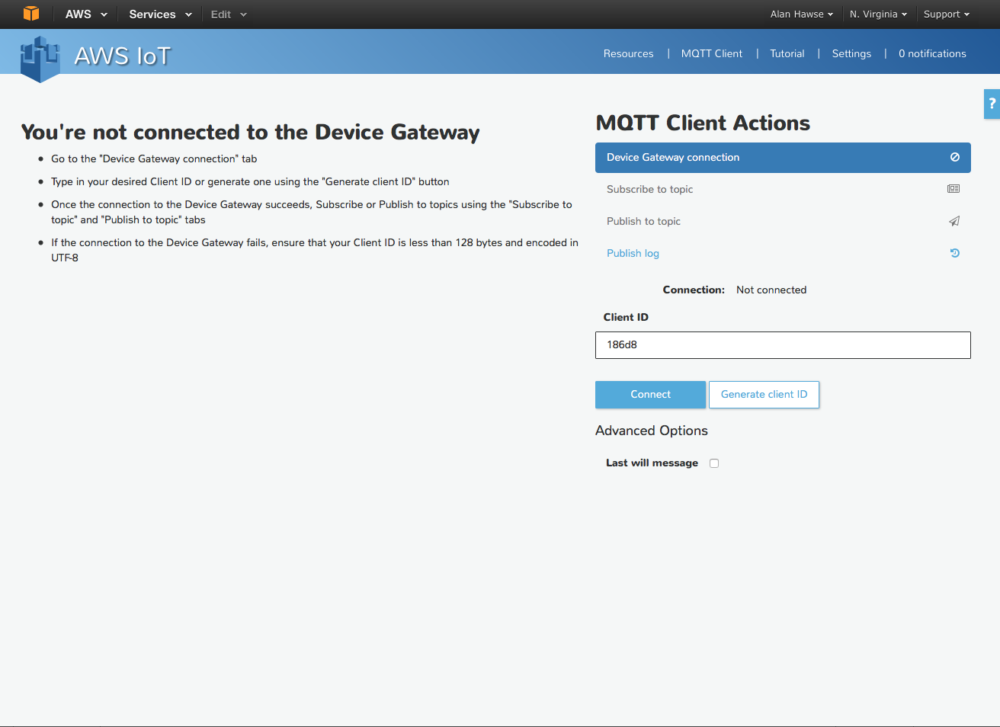 AWS Services Edit Alan Hawse N. Virginia Support
AWS IoT Resources | MQTT Client | Tutorial | Settings | 0 notifications
?
You're not connected to the Device Gateway
Go to the "Device Gateway connection" tab
Type in your desired Client ID or generate one using the "Generate client ID" button
Once the connection to the Device Gateway succeeds, Subscribe or Publish to topics using the "Subscribe to
topic" and "Publish to topic" tabs
If the connection to the Device Gateway fails, ensure that your Client ID is less than 128 bytes and encoded in
UTF-8
MQTT Client Actions
Device Gateway connection
Subscribe to topic
Publish to topic
Publish log
Connection: Not connected
Client ID
186d8
Connect Generate client ID
Advanced Options
Last will message